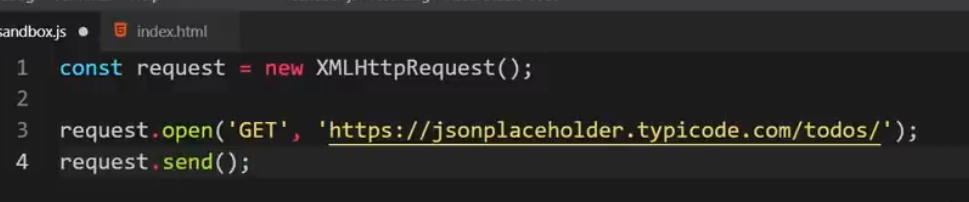 sandbox.js ● index.html
1 const request = new XMLHttpRequest();
2
3 request.open('GET', 'https://jsonplaceholder.typicode.com/todos/');
4 request.send();